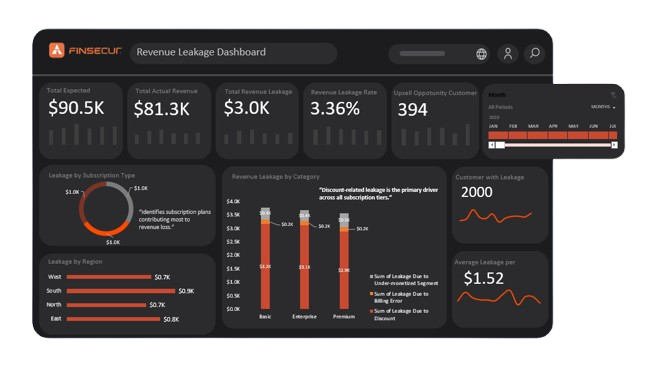 FINSECUR
Revenue Leakage Dashboard
Total Expected
$90.5K
Total Actual Revenue
$81.3K
Total Revenue Leakage
$3.0K
Revenue Leakage Rate
3.36%
Upsell Oppotunity Customer
394
Month
All Periods
MONTHS
2023
JAN FEB MAR APR MAY JUN JUL
Leakage by Subscription Type
$1.0K
$1.0K
$1.0K
"Identifies subscription plans
contributing most to
revenue loss."
Revenue Leakage by Category
"Discount-related leakage is the primary driver
across all subscription tiers."
$4.0K
$3.5K
$3.0K
$2.5K
$2.0K
$1.5K
$1.0K
$0.5K
$0.0K
$0.2K
$0.2K
$0.2K
$3.1K
Basic
Enterprise
Premium
Sum of Leakage Due to
Under-monetized Segment
Sum of Leakage Due to
Billing Error
Sum of Leakage Due to
Discount
Customer with Leakage
2000
Leakage by Region
West $0.7K
South $0.9K
North $0.7K
East $0.8K
Average Leakage per
$1.52